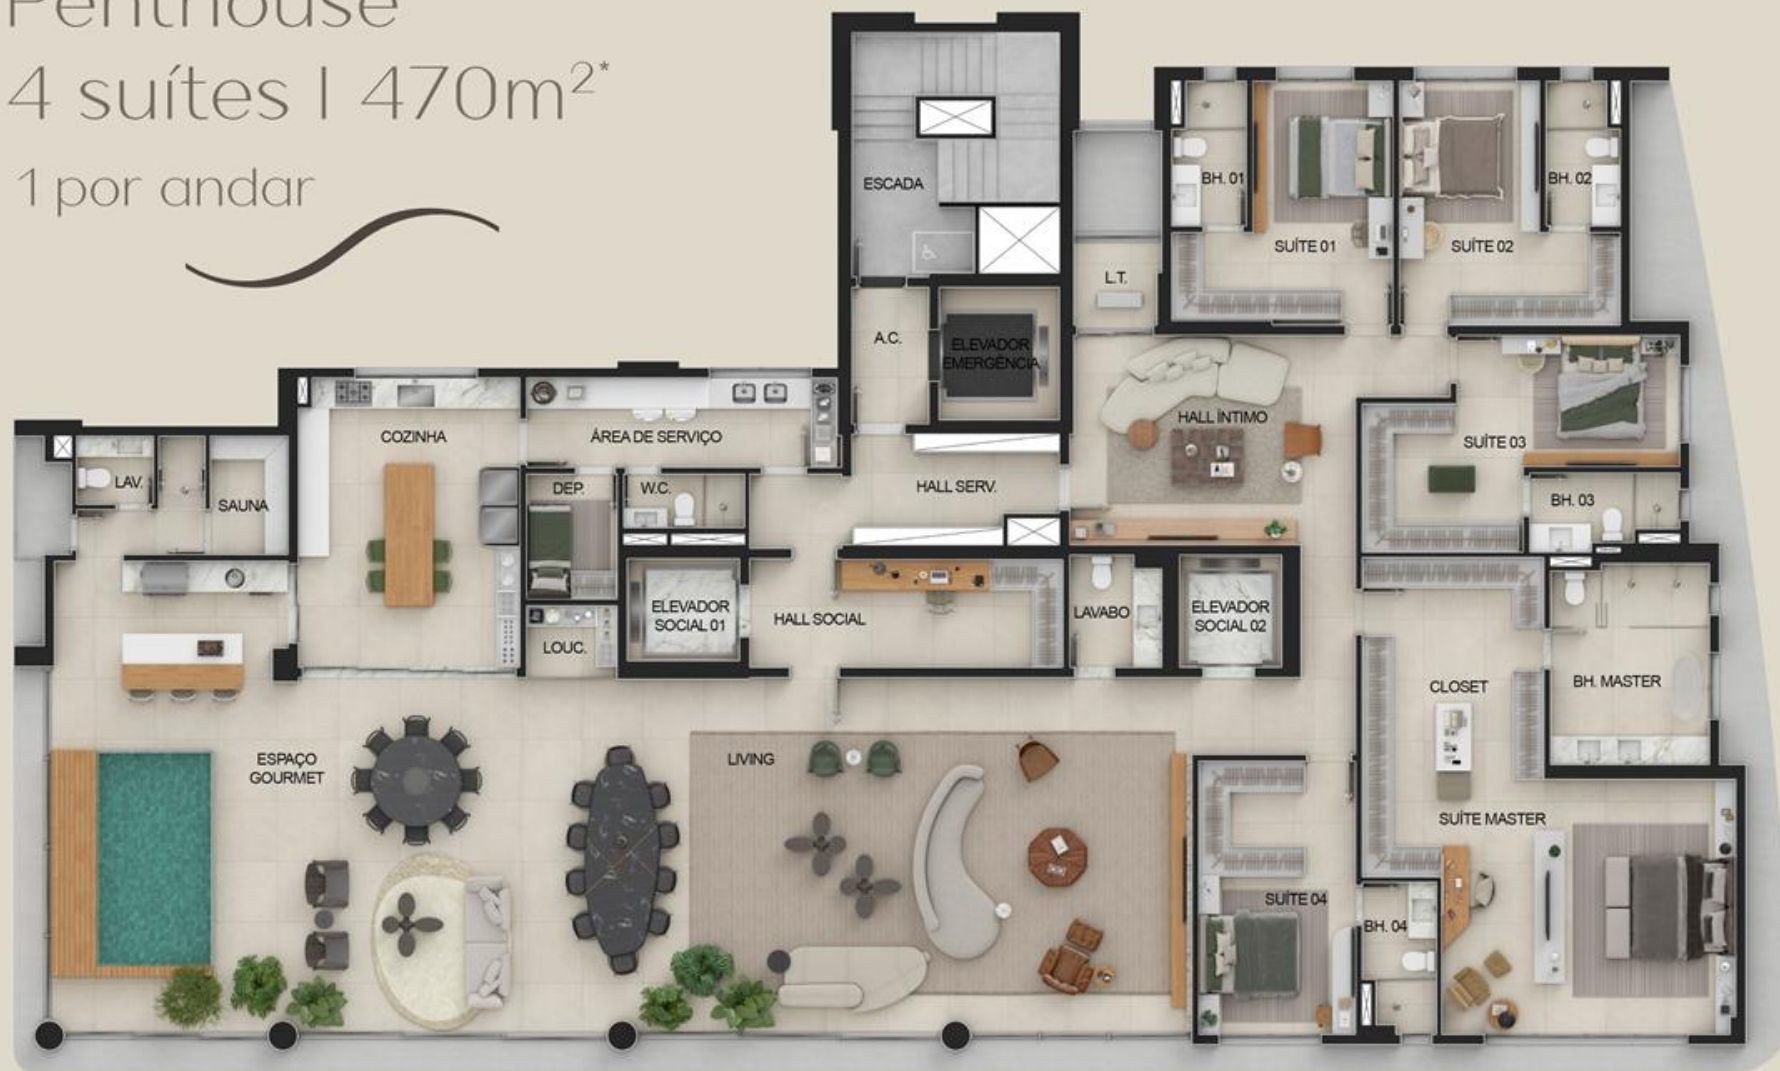 Penthouse
4 suítes | 470m²*
1 por andar
ESCADA
BH. 01
SUÍTE 01
SUÍTE 02
BH. 02
L.T.
A.C.
ELEVADOR
EMERGÊNCIA
HALL ÍNTIMO
SUÍTE 03
BH. 03
COZINHA
ÁREA DE SERVIÇO
LAV.
SAUNA
DEP.
W.C.
HALL SERV.
ELEVADOR
SOCIAL 01
HALL SOCIAL
LAVABO
ELEVADOR
SOCIAL 02
LOUC.
CLOSET
BH. MASTER
ESPAÇO
GOURMET
LIVING
SUÍTE MASTER
SUÍTE 04
BH. 04